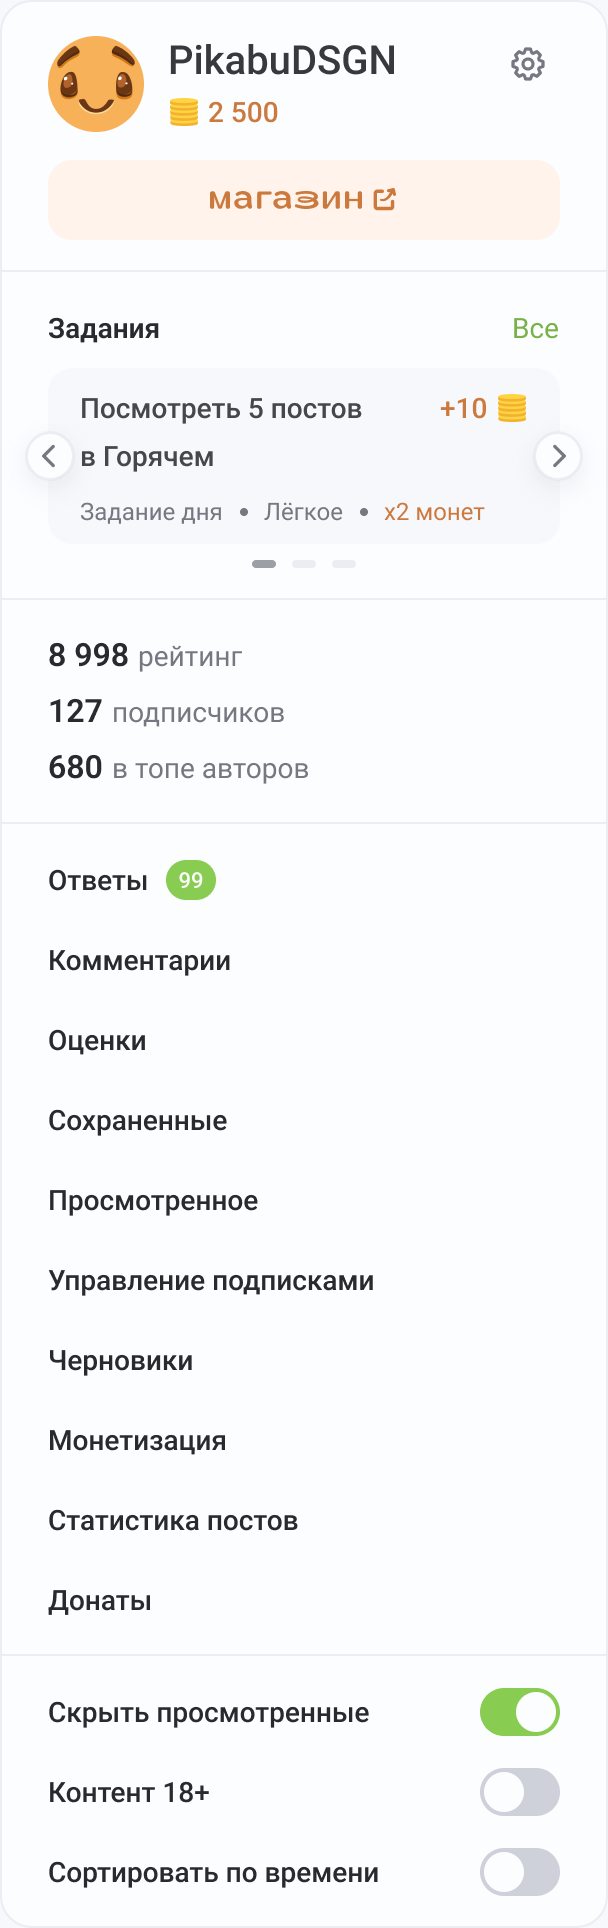 PikabuDSGN
2 500
магазин
Задания
Все
Посмотреть 5 постов
+10
в Горячем
Задание дня • Лёгкое • x2 монет
8 998 рейтинг
127 подписчиков
680 в топе авторов
Ответы 99
Комментарии
Оценки
Сохраненные
Просмотренное
Управление подписками
Черновики
Монетизация
Статистика постов
Донаты
Скрыть просмотренные
Контент 18+
Сортировать по времени